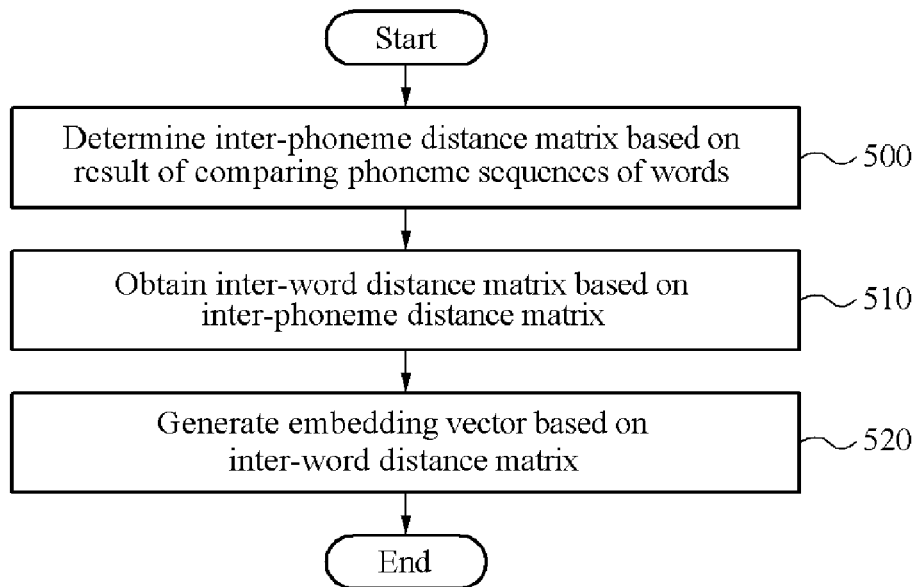 Start
Determine inter-phoneme distance matrix based on
result of comparing phoneme sequences of words
500
Obtain inter-word distance matrix based on
inter-phoneme distance matrix
510
Generate embedding vector based on
inter-word distance matrix
520
End